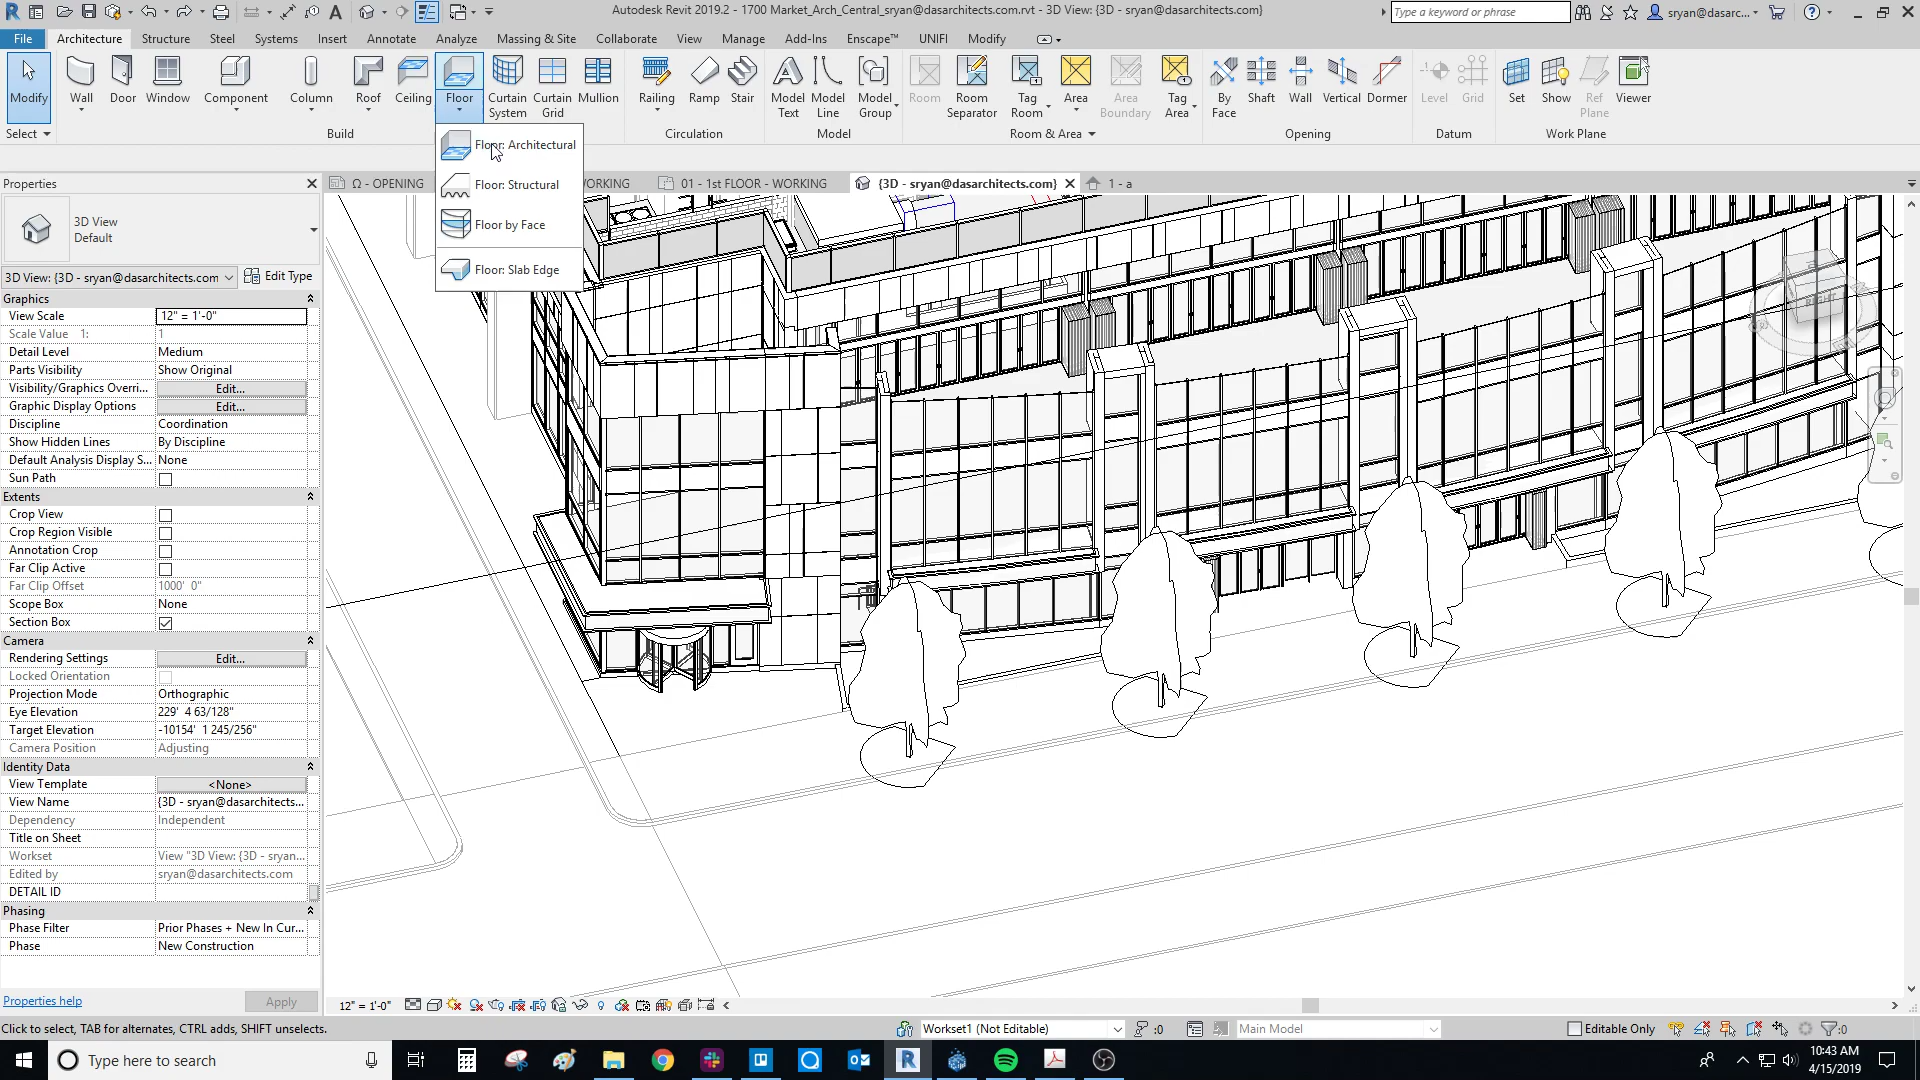 Autodesk Revit 2019.2 - 1700 Market_Arch_Central_sryan@dasarchitects.com.rvt - 3D View: {3D - sryan@dasarchitects.com}
Type a keyword or phrase
sryan@dasarc...
File Architecture Structure Steel Systems Insert Annotate Analyze Massing & Site Collaborate View Manage Add-Ins Enscape™ UNIFI Modify
Modify Wall Door Window Component Column Roof Ceiling Floor Curtain System Curtain Grid Mullion Railing Ramp Stair Model Text Model Line Model Group Room Room Separator Tag Room Area Area Boundary Tag Area By Face Shaft Wall Vertical Dormer Level Grid Set Show Ref Plane Viewer
Select Build Circulation Model Room & Area Opening Datum Work Plane
Floor: Architectural
Floor: Structural
Floor by Face
Floor: Slab Edge
Properties
Ω - OPENING
WORKING
01 - 1st FLOOR - WORKING
{3D - sryan@dasarchitects.com}
1 - a
3D View
Default
3D View: {3D - sryan@dasarchitects.com
Edit Type
Graphics
View Scale 12" = 1'-0"
Scale Value 1: 1
Detail Level Medium
Parts Visibility Show Original
Visibility/Graphics Overri... Edit...
Graphic Display Options Edit...
Discipline Coordination
Show Hidden Lines By Discipline
Default Analysis Display S... None
Sun Path
Extents
Crop View
Crop Region Visible
Annotation Crop
Far Clip Active
Far Clip Offset 1000' 0"
Scope Box None
Section Box
Camera
Rendering Settings Edit...
Locked Orientation
Projection Mode Orthographic
Eye Elevation 229' 4 63/128"
Target Elevation -10154' 1 245/256"
Camera Position Adjusting
Identity Data
View Template <None>
View Name {3D - sryan@dasarchitects...
Dependency Independent
Title on Sheet
Workset View "3D View: {3D - sryan...
Edited by sryan@dasarchitects.com
DETAIL ID
Phasing
Phase Filter Prior Phases + New In Cur...
Phase New Construction
Properties help
Apply
RIGHT
12" = 1'-0"
Click to select, TAB for alternates, CTRL adds, SHIFT unselects.
Workset1 (Not Editable)
:0
Main Model
Editable Only
:0
Type here to search
10:43 AM
4/15/2019